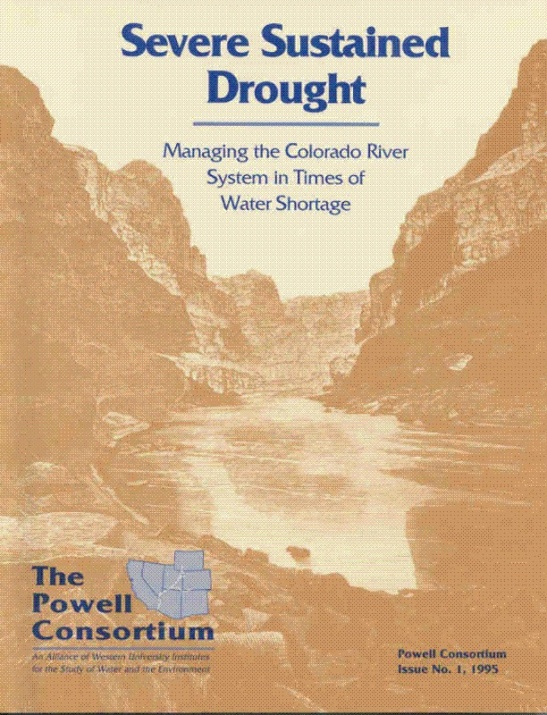 Severe Sustained
Drought
Managing the Colorado River
System in Times of
Water Shortage
The
Powell
Consortium
An Alliance of Western University Institutes
for the Study of Water and the Environment
Powell Consortium
Issue No. 1, 1995